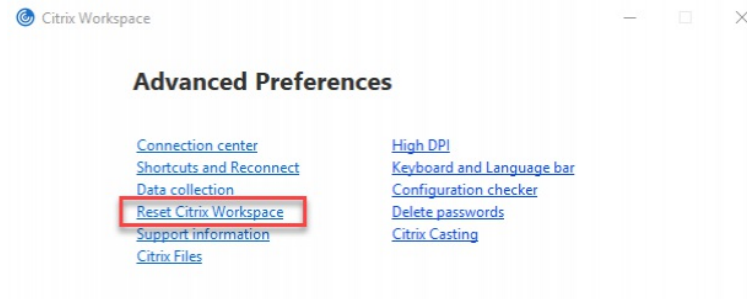 Citrix Workspace
Advanced Preferences
Connection center
Shortcuts and Reconnect
Data collection
Reset Citrix Workspace
Support information
Citrix Files
High DPI
Keyboard and Language bar
Configuration checker
Delete passwords
Citrix Casting